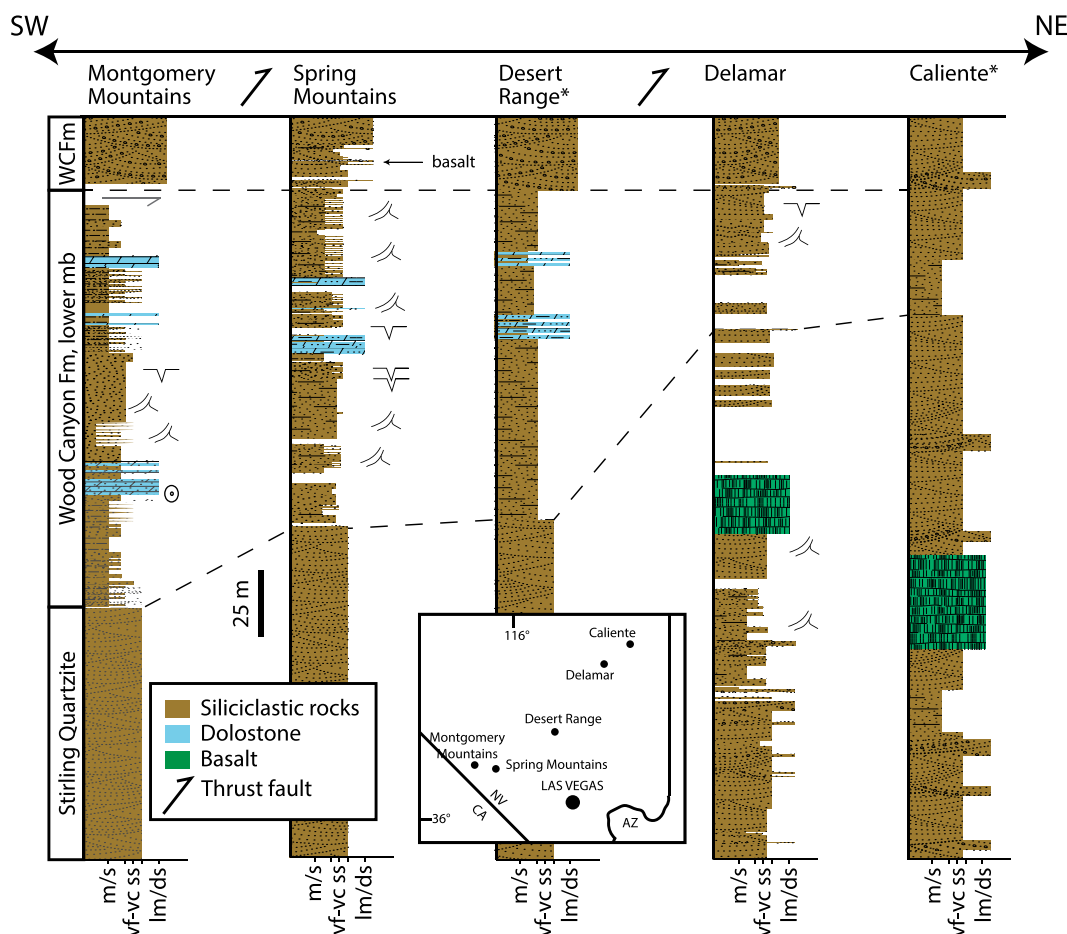 SW
NE
Montgomery
Mountains
Spring
Mountains
Desert
Range*
Delamar
Caliente*
WCFm
basalt
Wood Canyon Fm, lower mb
Stirling Quartzite
25 m
Siliciclastic rocks
Dolostone
Basalt
Thrust fault
116°
Caliente
Delamar
Desert Range
Montgomery
Mountains
Spring Mountains
LAS VEGAS
NV
CA
36°
AZ
m/s
vf-vc ss
lm/ds
m/s
vf-vc ss
lm/ds
m/s
vf-vc ss
lm/ds
m/s
vf-vc ss
lm/ds
m/s
vf-vc ss
lm/ds